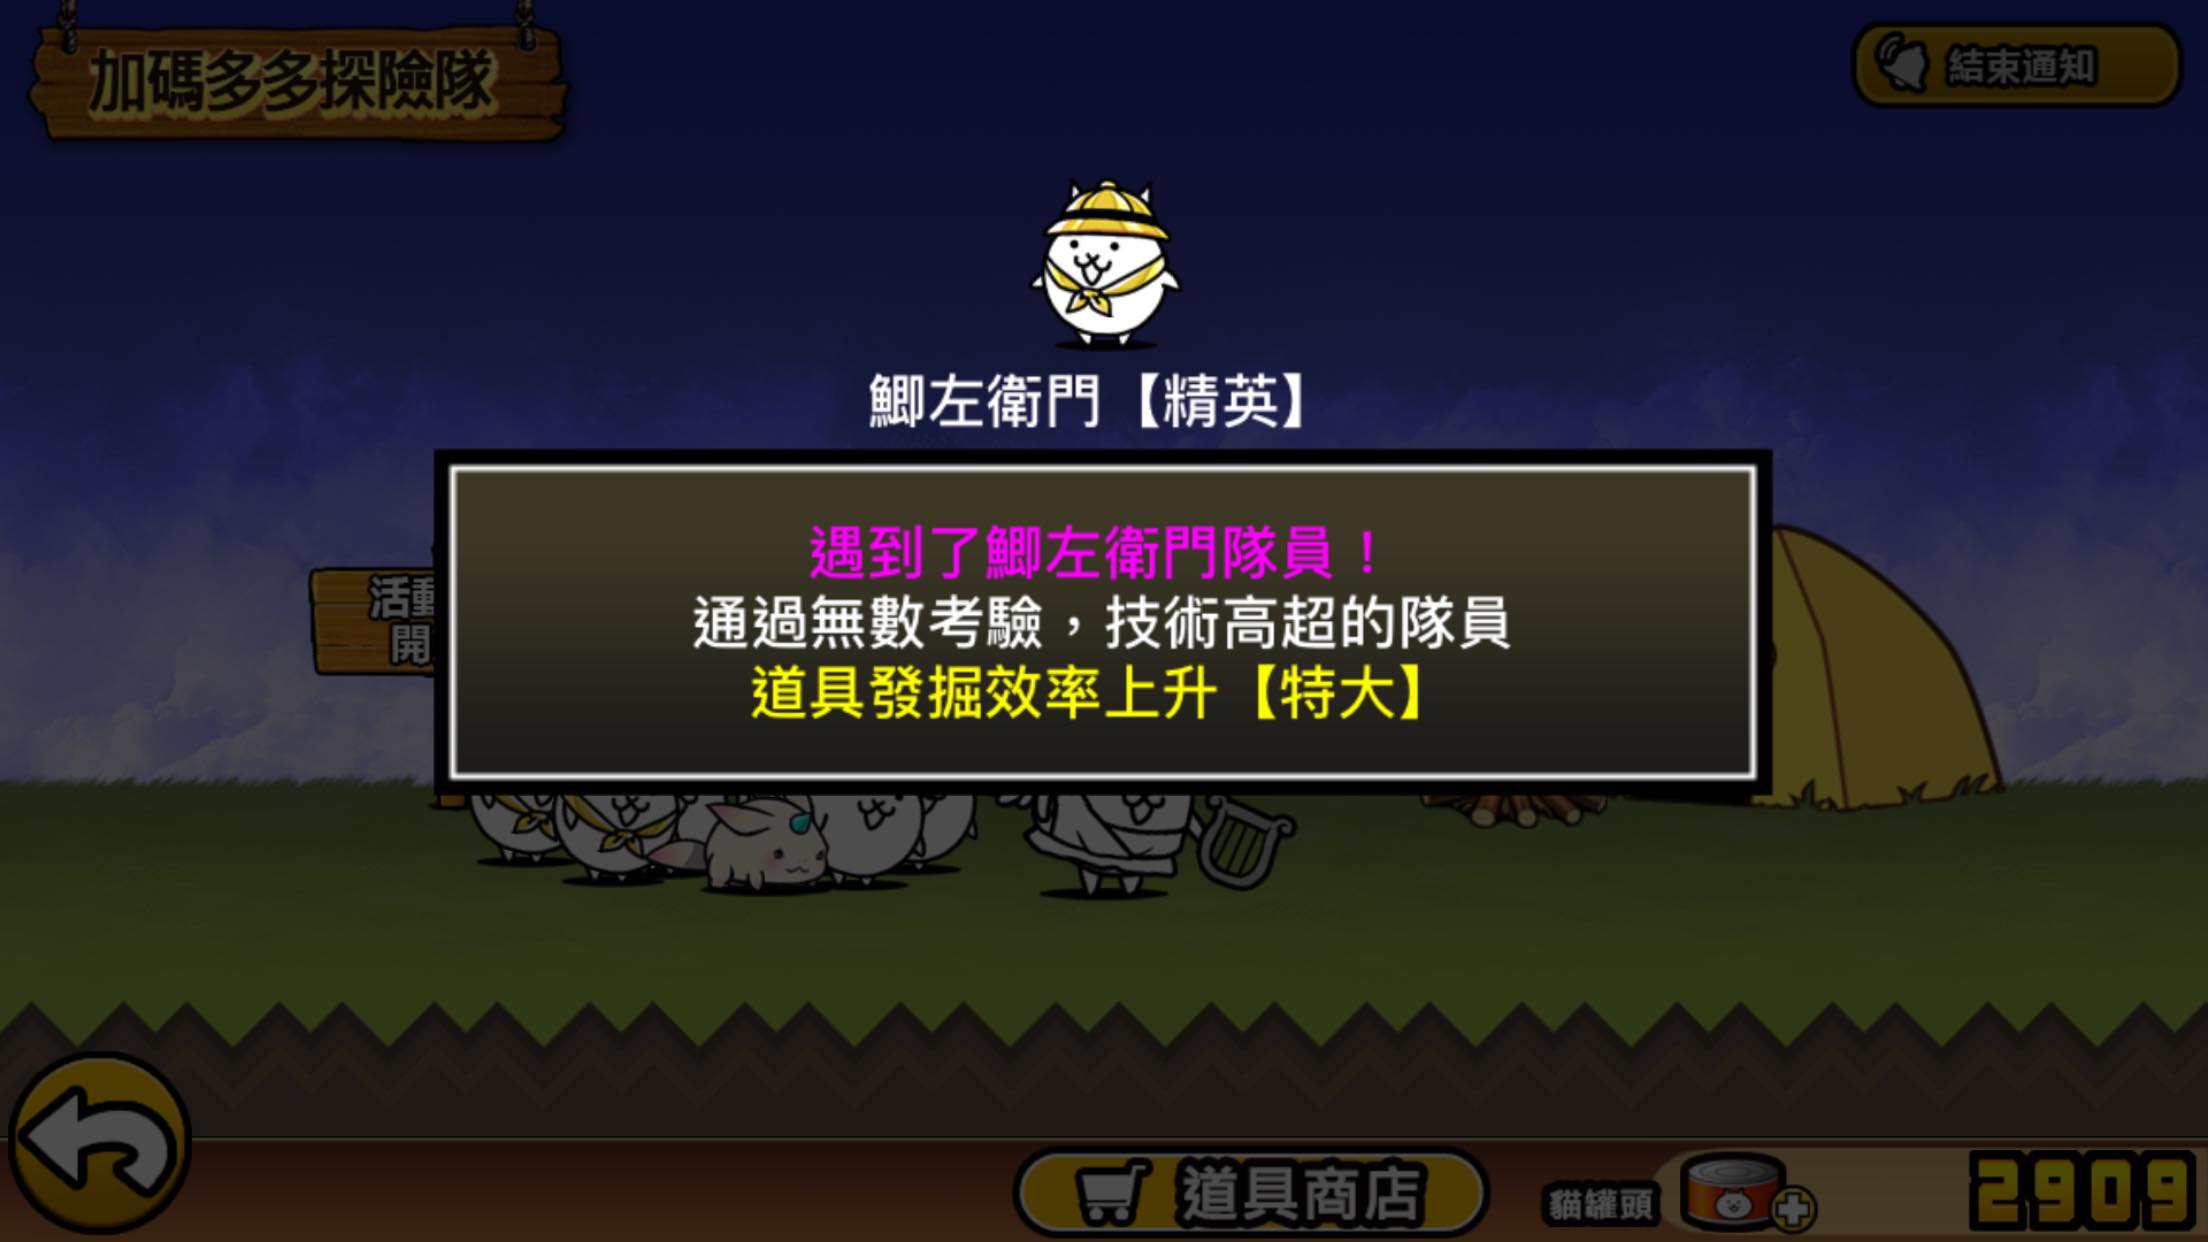 加碼多多探險隊
結束通知
鯽左衛門【精英】
遇到了鯽左衛門隊員！
通過無數考驗，技術高超的隊員
道具發掘效率上升【特大】
活動
開
道具商店
貓罐頭
2909